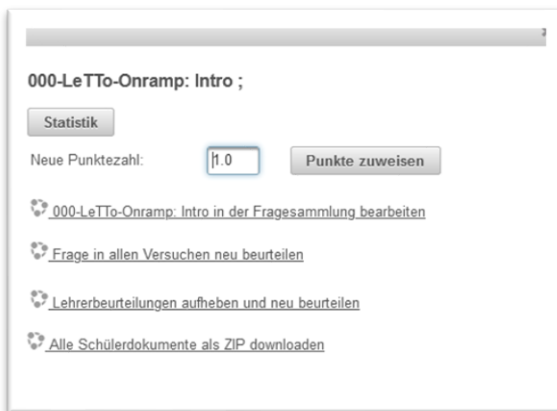 000-LeTTo-Onramp: Intro ;
Statistik
Neue Punktezahl: 1.0 Punkte zuweisen
000-LeTTo-Onramp: Intro in der Fragesammlung bearbeiten
Frage in allen Versuchen neu beurteilen
Lehrerbeurteilungen aufheben und neu beurteilen
Alle Schülerdokumente als ZIP downloaden